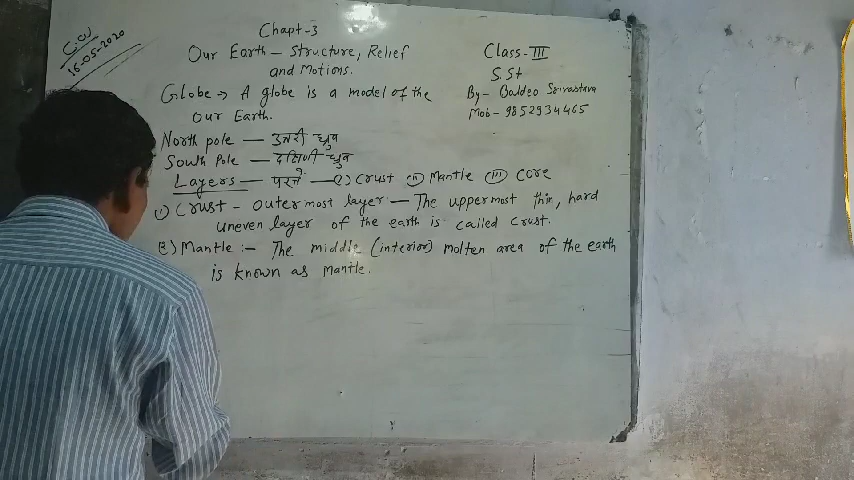 C.W
16-05-2020
Chapt-3
Our Earth – Structure, Relief
and Motions.
Class-III
S.St
By- Baldeo Srivastava
Mob- 9852934465
Globe → A globe is a model of the
our Earth.
North pole — उत्तरी ध्रुव
South Pole — दक्षिणी ध्रुव
Layers — परतें — (i) Crust (ii) Mantle (iii) Core
(i) Crust - outermost layer — The uppermost thin, hard
uneven layer of the earth is called Crust.
(ii) Mantle :- The middle (interior) molten area of the earth
is known as mantle.